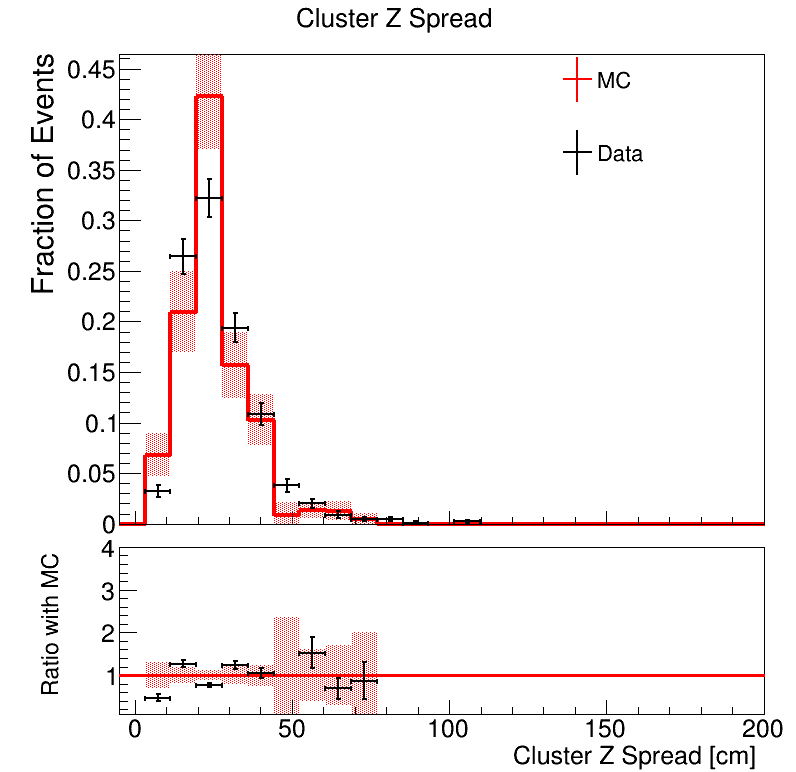 Cluster Z Spread
Fraction of Events
0.45
0.4
0.35
0.3
0.25
0.2
0.15
0.1
0.05
0
MC
Data
Ratio with MC
4
3
2
1
0 50 100 150 200
Cluster Z Spread [cm]